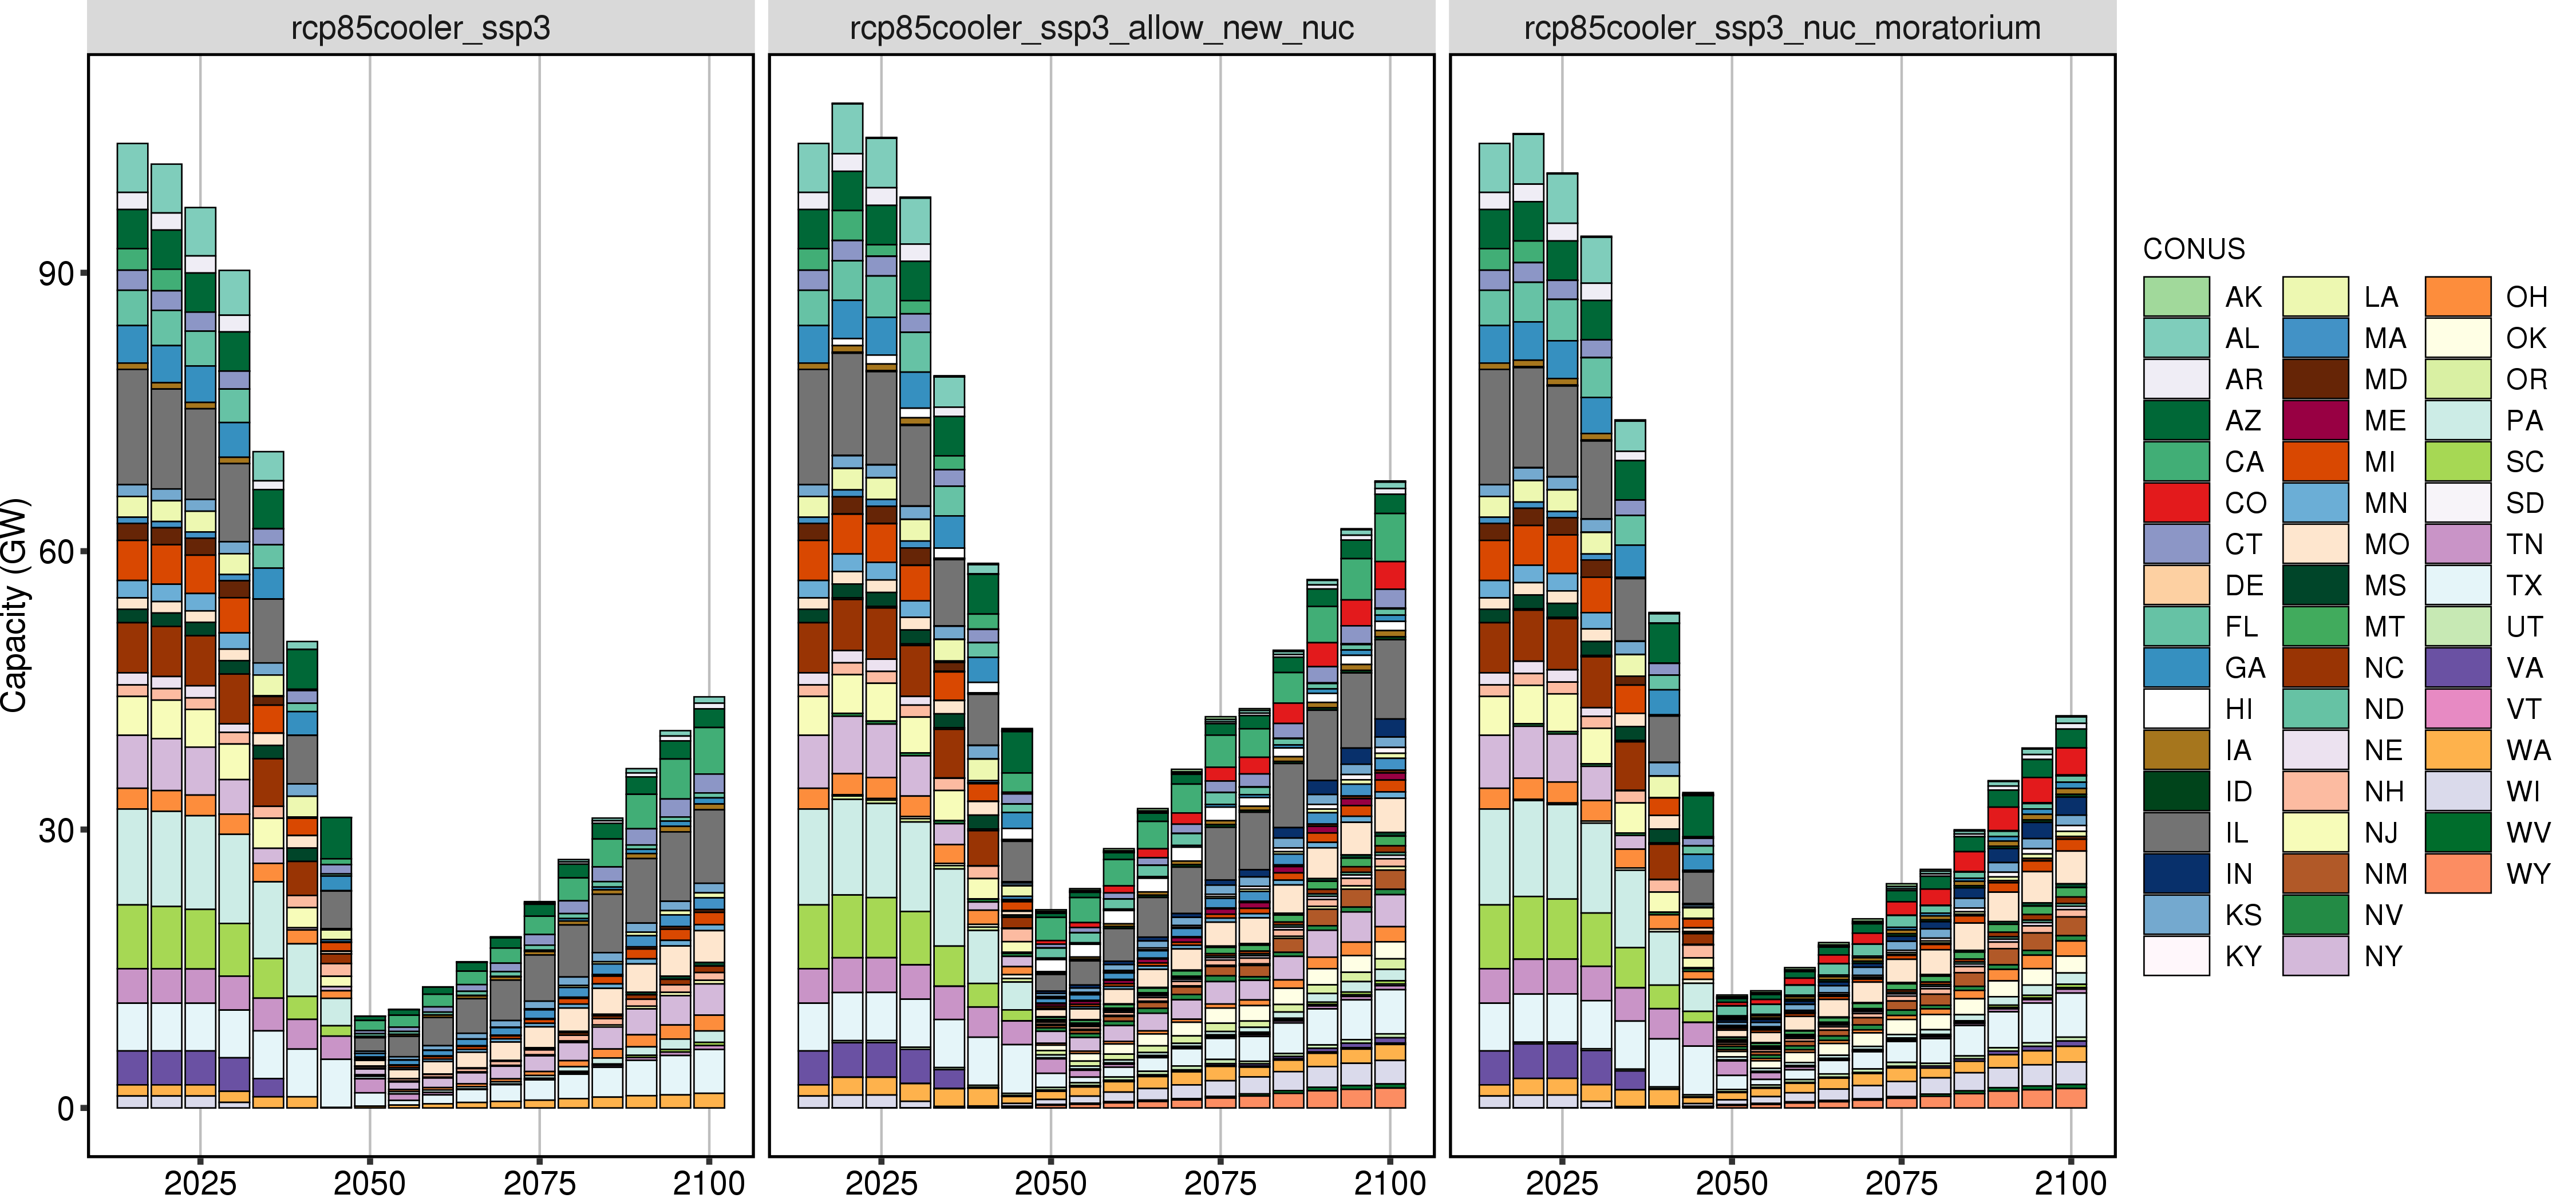 rcp85cooler_ssp3
rcp85cooler_ssp3_allow_new_nuc
rcp85cooler_ssp3_nuc_moratorium
Capacity (GW)
90
60
30
0
2025 2050 2075 2100
2025 2050 2075 2100
2025 2050 2075 2100
CONUS
AK LA OH
AL MA OK
AR MD OR
AZ ME PA
CA MI SC
CO MN SD
CT MO TN
DE MS TX
FL MT UT
GA NC VA
HI ND VT
IA NE WA
ID NH WI
IL NJ WV
IN NM WY
KS NV
KY NY